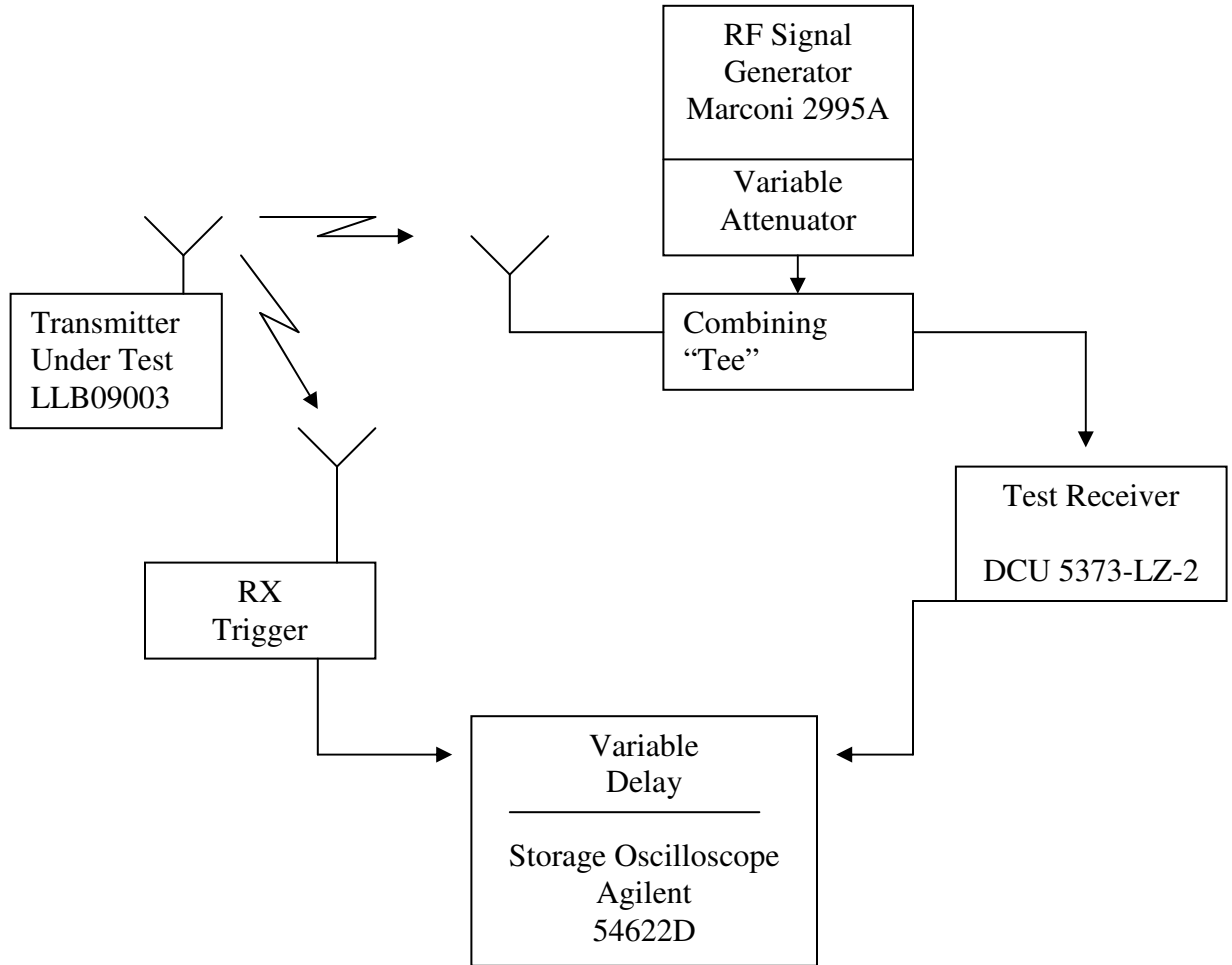 RF Signal
Generator
Marconi 2995A
Variable
Attenuator
Transmitter
Under Test
LLB09003
Combining
“Tee”
Test Receiver
DCU 5373-LZ-2
RX
Trigger
Variable
Delay
Storage Oscilloscope
Agilent
54622D